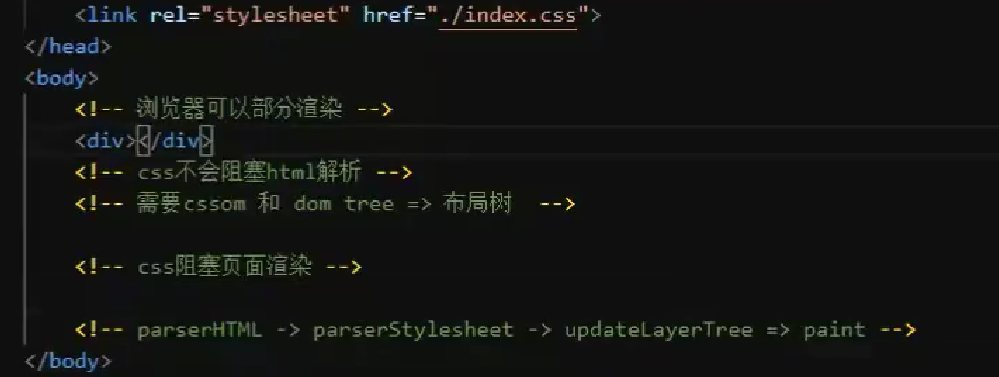 <link rel="stylesheet" href="./index.css">
</head>
<body>
<!-- 浏览器可以部分渲染 -->
<div></div>
<!-- css不会阻塞html解析 -->
<!-- 需要cssom 和 dom tree => 布局树  -->
<!-- css阻塞页面渲染 -->
<!-- parserHTML -> parserStylesheet -> updateLayerTree => paint -->
</body>